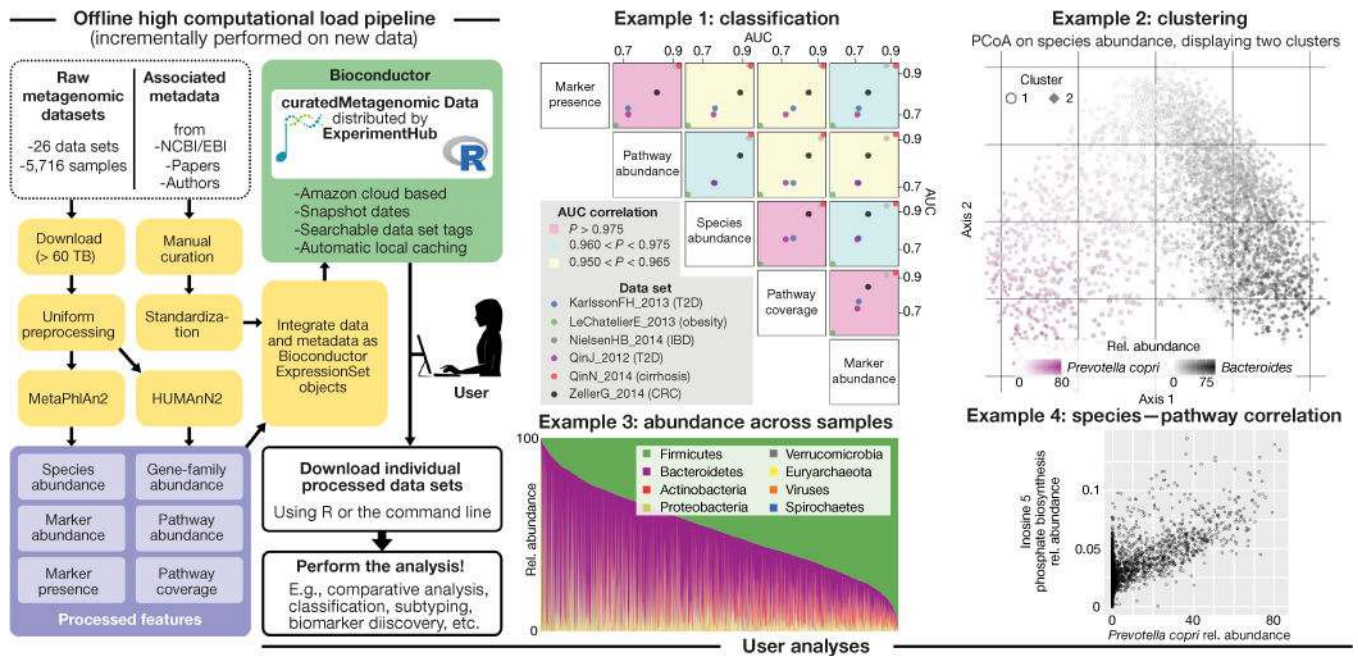 Offline high computational load pipeline
(incrementally performed on new data)
Raw
metagenomic
datasets
-26 data sets
-5,716 samples
Associated
metadata
from
-NCBI/EBI
-Papers
-Authors
Download
(> 60 TB)
Manual
curation
Uniform
preprocessing
Standardiza-
tion
MetaPhlAn2
HUMAnN2
Integrate data
and metadata as
Bioconductor
ExpressionSet
objects
Species
abundance
Gene-family
abundance
Marker
abundance
Pathway
abundance
Marker
presence
Pathway
coverage
Processed features
Bioconductor
curatedMetagenomic Data
distributed by
ExperimentHub
R
-Amazon cloud based
-Snapshot dates
-Searchable data set tags
-Automatic local caching
User
Download individual
processed data sets
Using R or the command line
Perform the analysis!
E.g., comparative analysis,
classification, subtyping,
biomarker diiscovery, etc.
Example 1: classification
AUC
0.7 0.9 0.7 0.9 0.7 0.9 0.7 0.9
Marker
presence
0.9
0.7
Pathway
abundance
0.9
0.7
AUC
Species
abundance
0.9
0.7
Pathway
coverage
0.9
0.7
Marker
abundance
AUC correlation
P > 0.975
0.960 < P < 0.975
0.950 < P < 0.965
Data set
KarlssonFH_2013 (T2D)
LeChatelierE_2013 (obesity)
NielsenHB_2014 (IBD)
QinJ_2012 (T2D)
QinN_2014 (cirrhosis)
ZellerG_2014 (CRC)
Example 2: clustering
PCoA on species abundance, displaying two clusters
Cluster
1 2
Axis 2
Rel. abundance
Prevotella copri
0 80
Bacteroides
0 75
Axis 1
Example 3: abundance across samples
100
Rel. abundance
0
Firmicutes
Bacteroidetes
Actinobacteria
Proteobacteria
Verrucomicrobia
Euryarchaeota
Viruses
Spirochaetes
Example 4: species—pathway correlation
Inosine 5
phosphate biosynthesis
rel. abundance
0.1
0.05
0
0 40 80
Prevotella copri rel. abundance
User analyses